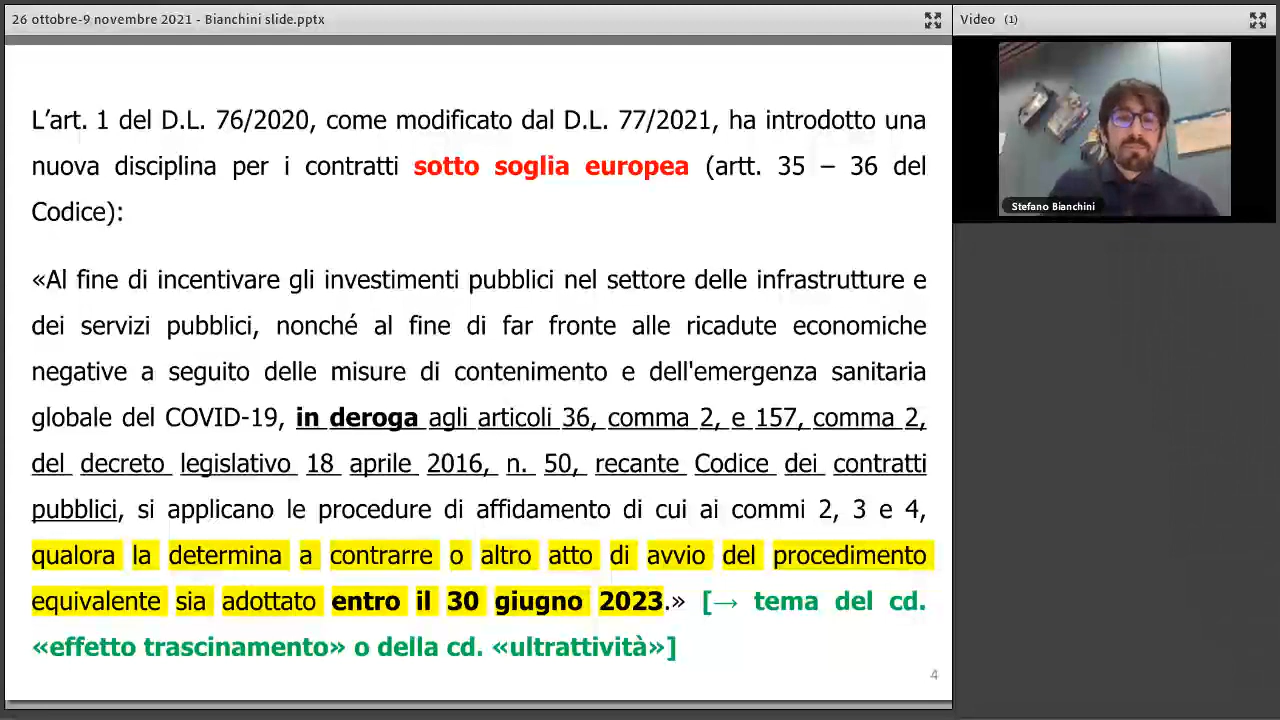 26 ottobre-9 novembre 2021 - Bianchini slide.pptx
Video (1)
Stefano Bianchini
L’art. 1 del D.L. 76/2020, come modificato dal D.L. 77/2021, ha introdotto una
nuova disciplina per i contratti sotto soglia europea (artt. 35 – 36 del
Codice):
«Al fine di incentivare gli investimenti pubblici nel settore delle infrastrutture e
dei servizi pubblici, nonché al fine di far fronte alle ricadute economiche
negative a seguito delle misure di contenimento e dell'emergenza sanitaria
globale del COVID-19, in deroga agli articoli 36, comma 2, e 157, comma 2,
del decreto legislativo 18 aprile 2016, n. 50, recante Codice dei contratti
pubblici, si applicano le procedure di affidamento di cui ai commi 2, 3 e 4,
qualora la determina a contrarre o altro atto di avvio del procedimento
equivalente sia adottato entro il 30 giugno 2023.» [→ tema del cd.
«effetto trascinamento» o della cd. «ultrattività»]
4